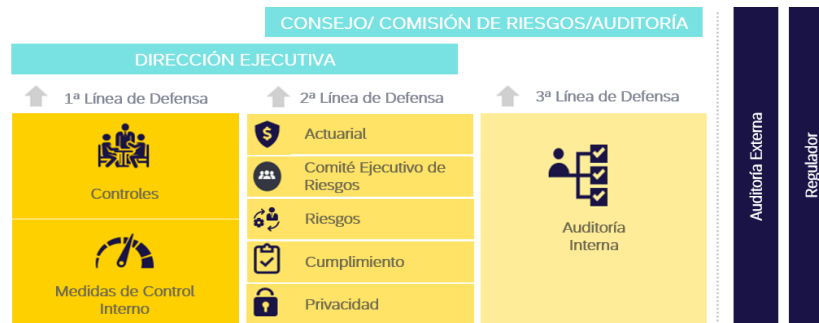 CONSEJO/ COMISIÓN DE RIESGOS/AUDITORÍA
DIRECCIÓN EJECUTIVA
1ª Línea de Defensa
2ª Línea de Defensa
3ª Línea de Defensa
Controles
Medidas de Control
Interno
$
Actuarial
Comité Ejecutivo de
Riesgos
Riesgos
Cumplimiento
Privacidad
Auditoría
Interna
Auditoría Externa
Regulador